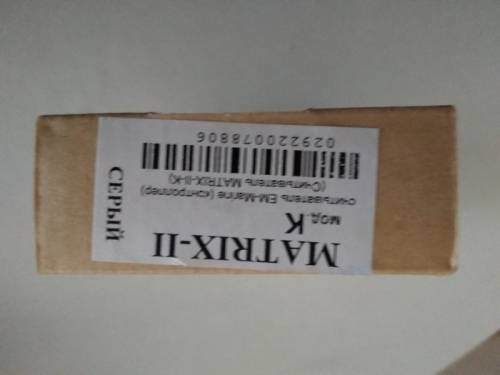 MATRIX-II
мод. K
считыватель EM-Marine (контроллер)
(Считыватель MATRIX-II-K)
029220078806
СЕРЫЙ